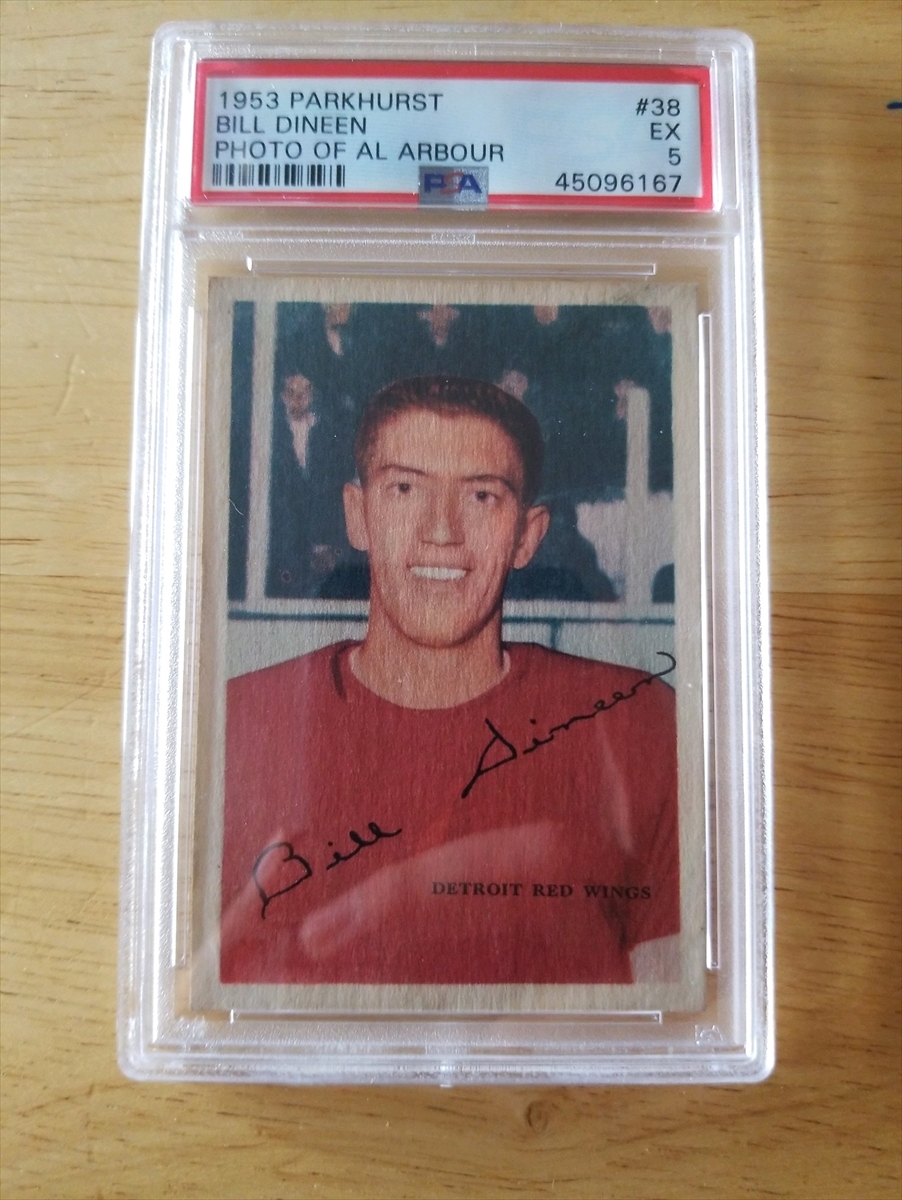 1953 PARKHURST #38
BILL DINEEN EX
PHOTO OF AL ARBOUR 5
PSA 45096167
Bill Dineen
DETROIT RED WINGS